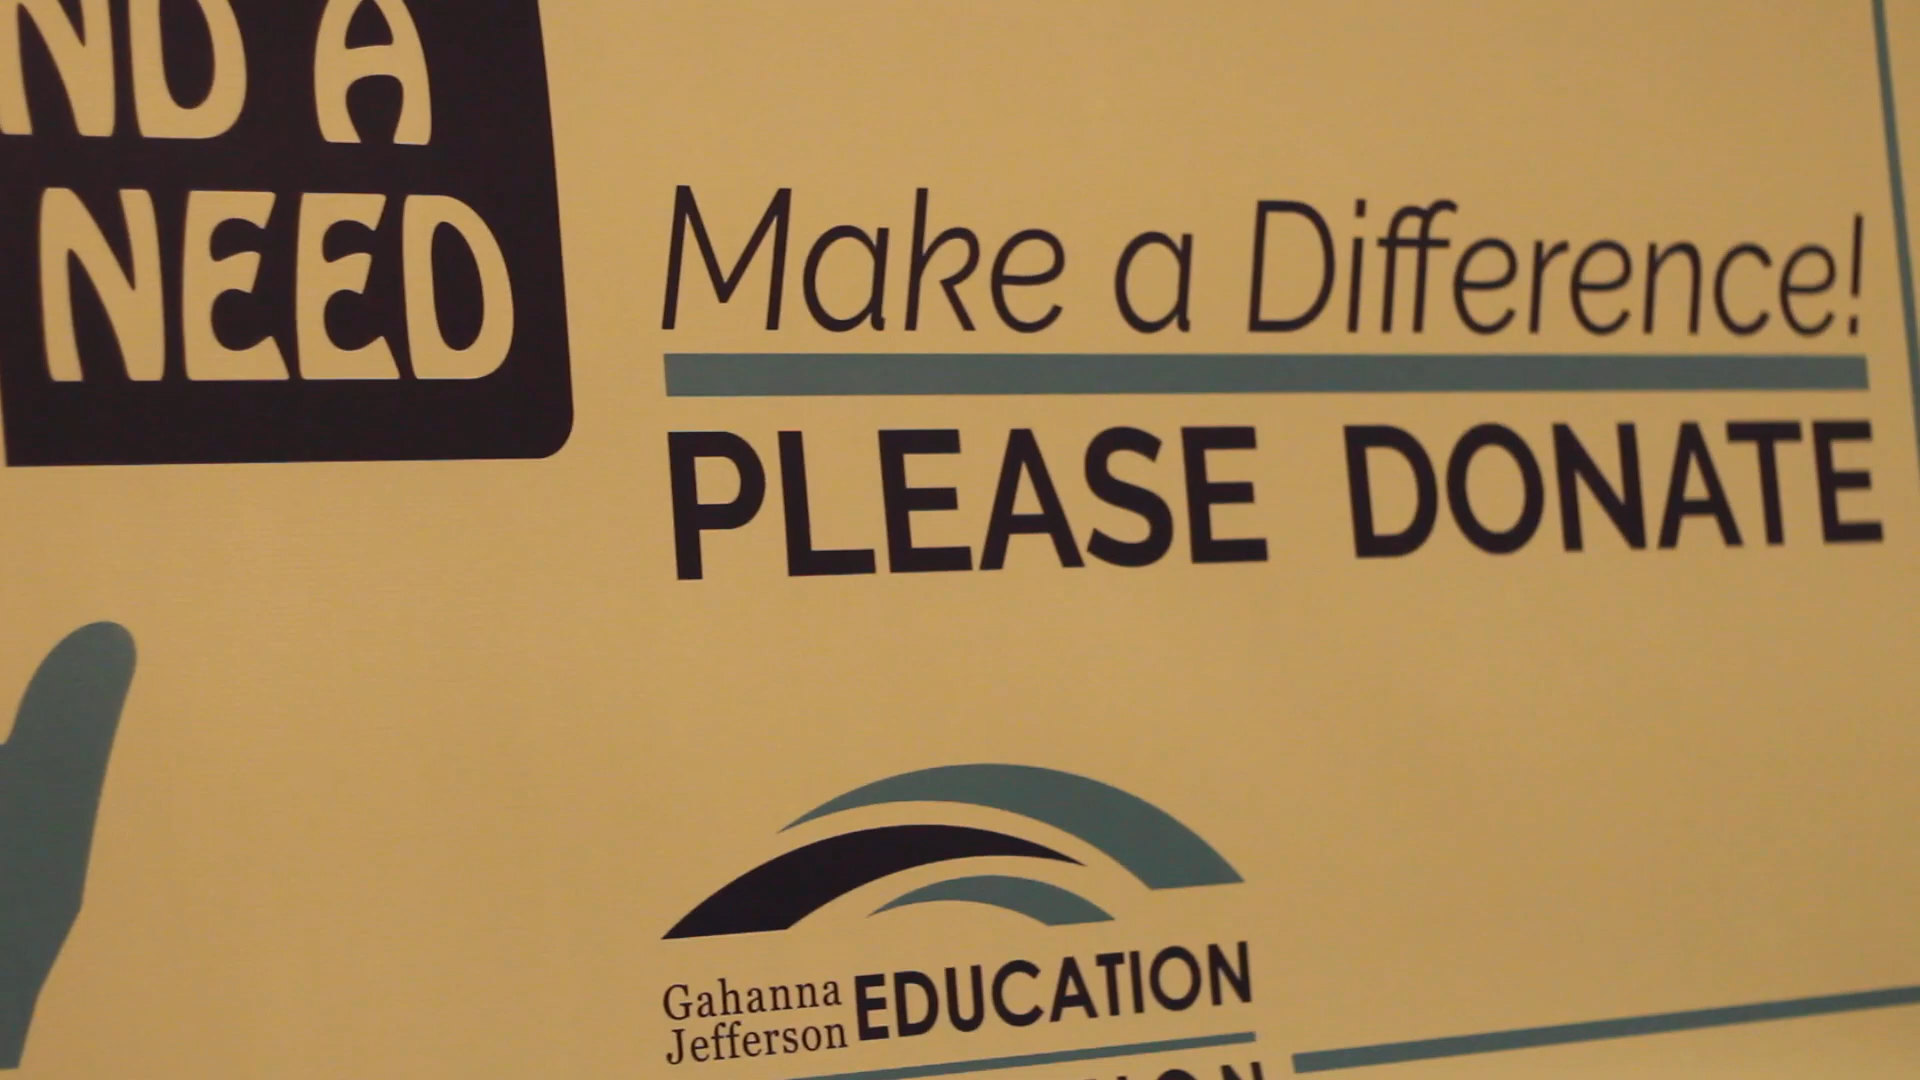 ND A
NEED
Make a Difference!
PLEASE DONATE
Gahanna
Jefferson
EDUCATION